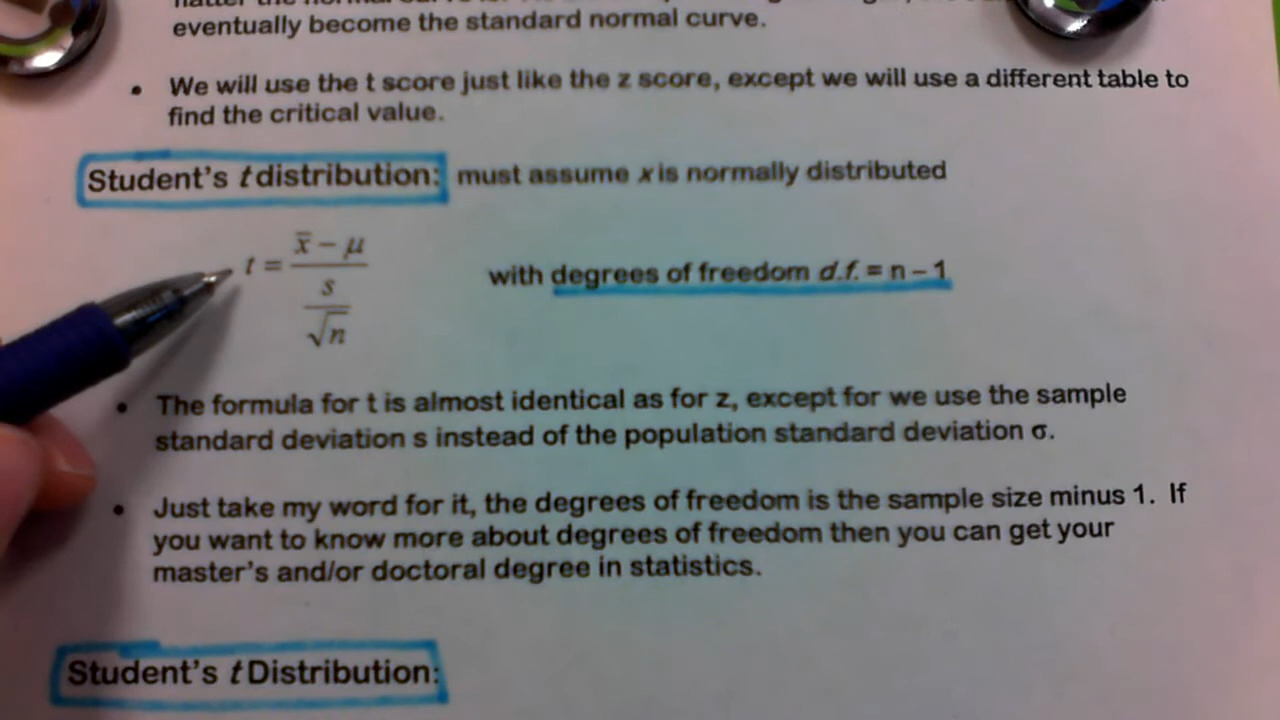 eventually become the standard normal curve.
• We will use the t score just like the z score, except we will use a different table to
find the critical value.
Student's t distribution: must assume x is normally distributed
t = (x̄ − μ) / (s / √n) with degrees of freedom d.f. = n – 1
• The formula for t is almost identical as for z, except for we use the sample
standard deviation s instead of the population standard deviation σ.
• Just take my word for it, the degrees of freedom is the sample size minus 1. If
you want to know more about degrees of freedom then you can get your
master's and/or doctoral degree in statistics.
Student's t Distribution: